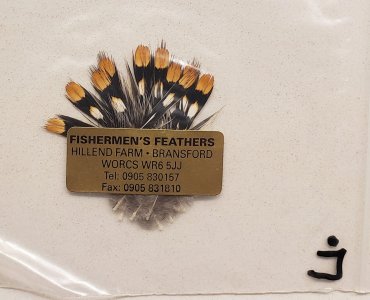 FISHERMEN'S FEATHERS
HILLEND FARM • BRANSFORD
WORCS WR6 5JJ
Tel: 0905 830157
Fax: 0905 831810